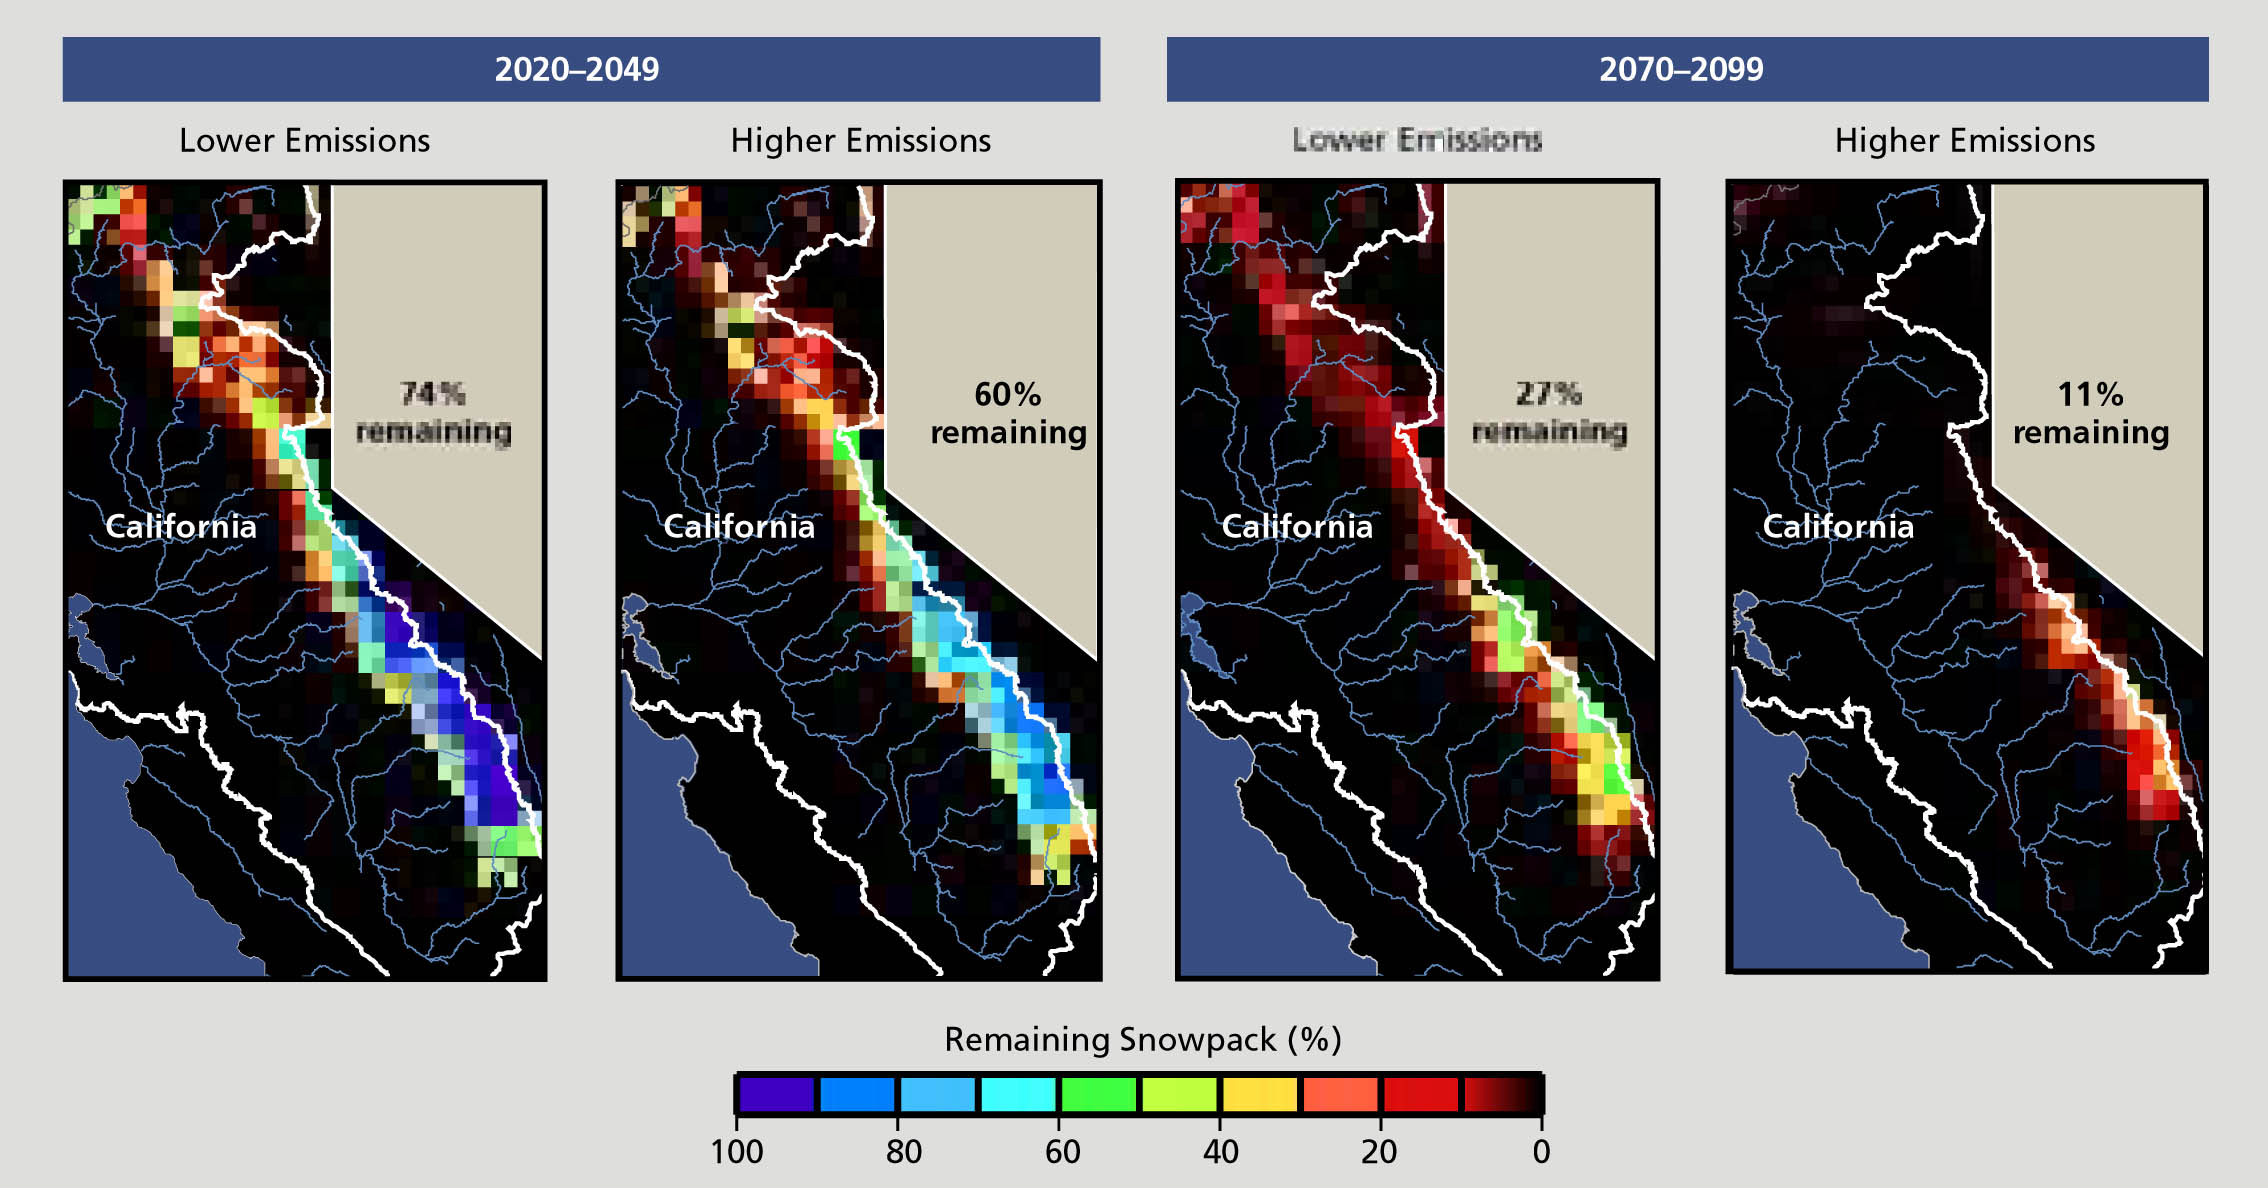 2020–2049
2070–2099
Lower Emissions
Higher Emissions
Lower Emissions
Higher Emissions
74%
remaining
60%
remaining
27%
remaining
11%
remaining
California
California
California
California
Remaining Snowpack (%)
100 80 60 40 20 0